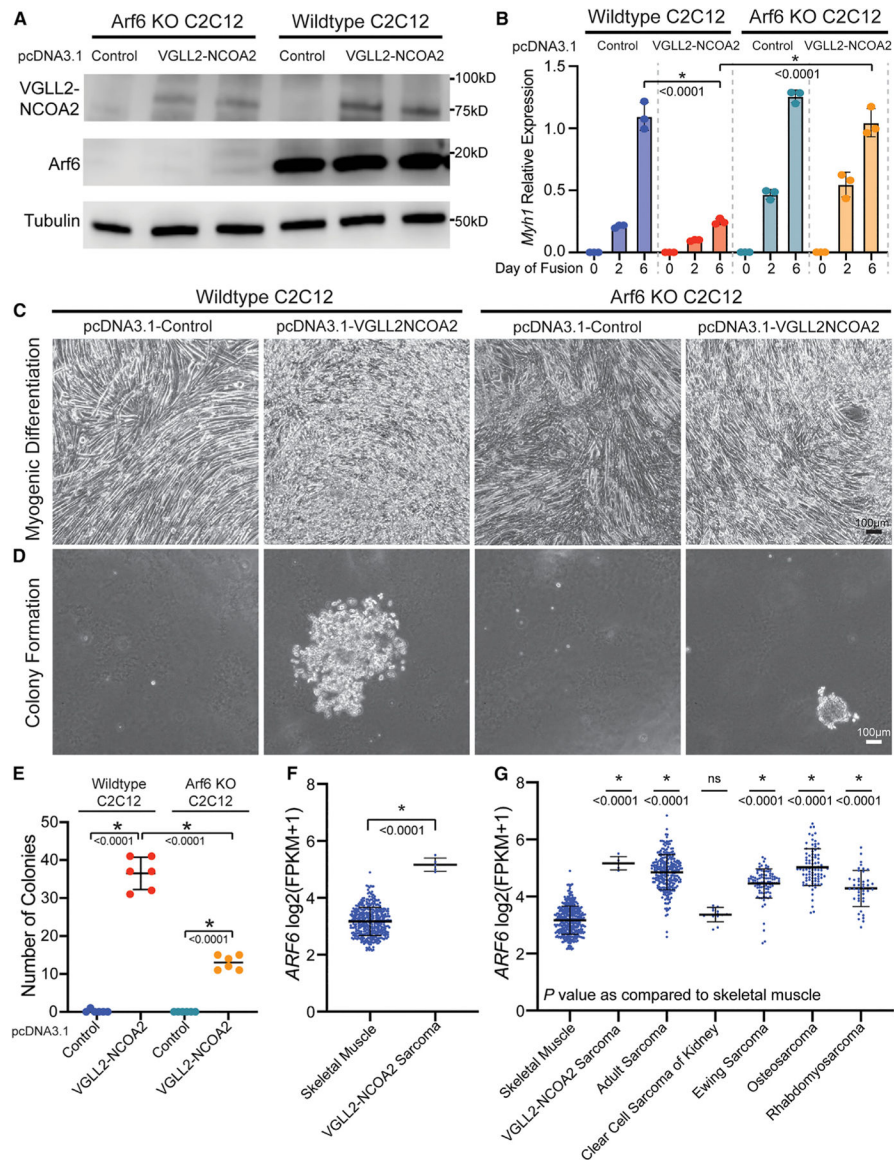 A
Arf6 KO C2C12
Wildtype C2C12
pcDNA3.1 Control VGLL2-NCOA2 Control VGLL2-NCOA2
VGLL2-
NCOA2
100kD
75kD
Arf6
20kD
Tubulin
50kD
B
Wildtype C2C12
Arf6 KO C2C12
pcDNA3.1 Control VGLL2-NCOA2 Control VGLL2-NCOA2
*
<0.0001
*
<0.0001
Myh1 Relative Expression
1.5
1.0
0.5
0.0
Day of Fusion 0 2 6 0 2 6 0 2 6 0 2 6
Wildtype C2C12
Arf6 KO C2C12
C
pcDNA3.1-Control
pcDNA3.1-VGLL2NCOA2
pcDNA3.1-Control
pcDNA3.1-VGLL2NCOA2
Myogenic Differentiation
100µm
D
Colony Formation
100µm
E
Wildtype
C2C12
Arf6 KO
C2C12
*
<0.0001
*
<0.0001
*
<0.0001
Number of Colonies
50
40
30
20
10
0
pcDNA3.1
Control
VGLL2-NCOA2
Control
VGLL2-NCOA2
F
*
<0.0001
ARF6 log2(FPKM+1)
8
6
4
2
0
Skeletal Muscle
VGLL2-NCOA2 Sarcoma
G
* * ns * * *
<0.0001 <0.0001 <0.0001 <0.0001 <0.0001
ARF6 log2(FPKM+1)
8
6
4
2
0
P value as compared to skeletal muscle
Skeletal Muscle
VGLL2-NCOA2 Sarcoma
Adult Sarcoma
Clear Cell Sarcoma of Kidney
Ewing Sarcoma
Osteosarcoma
Rhabdomyosarcoma